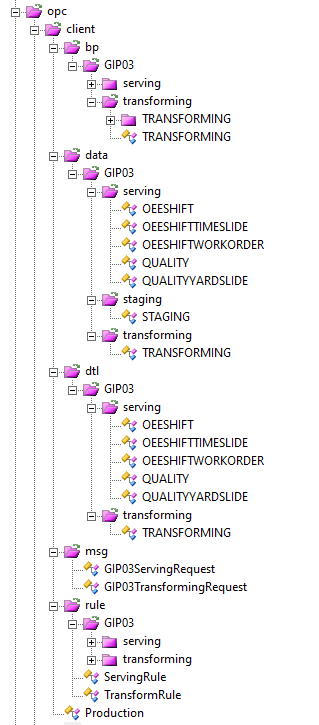 opc
client
bp
GIP03
serving
transforming
TRANSFORMING
TRANSFORMING
data
GIP03
serving
OEESHIFT
OEESHIFTTIMESLIDE
OEESHIFTWORKORDER
QUALITY
QUALITYYARDSLIDE
staging
STAGING
transforming
TRANSFORMING
dtl
GIP03
serving
OEESHIFT
OEESHIFTTIMESLIDE
OEESHIFTWORKORDER
QUALITY
QUALITYYARDSLIDE
transforming
TRANSFORMING
msg
GIP03ServingRequest
GIP03TransformingRequest
rule
GIP03
serving
transforming
ServingRule
TransformRule
Production